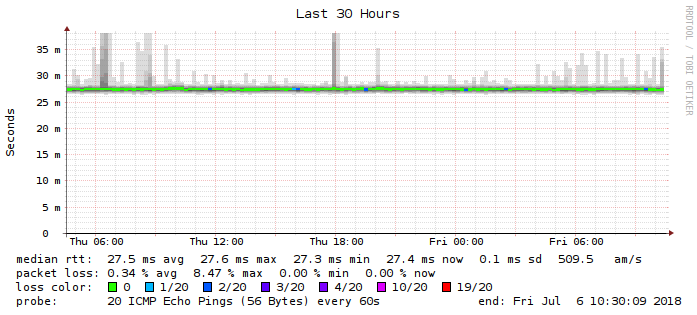 Last 30 Hours
RRDTOOL / TOBI OETIKER
Seconds
35 m
30 m
25 m
20 m
15 m
10 m
5 m
0
Thu 06:00 Thu 12:00 Thu 18:00 Fri 00:00 Fri 06:00
median rtt: 27.5 ms avg 27.6 ms max 27.3 ms min 27.4 ms now 0.1 ms sd 509.5 am/s
packet loss: 0.34 % avg 8.47 % max 0.00 % min 0.00 % now
loss color: 0 1/20 2/20 3/20 4/20 10/20 19/20
probe: 20 ICMP Echo Pings (56 Bytes) every 60s end: Fri Jul 6 10:30:09 2018